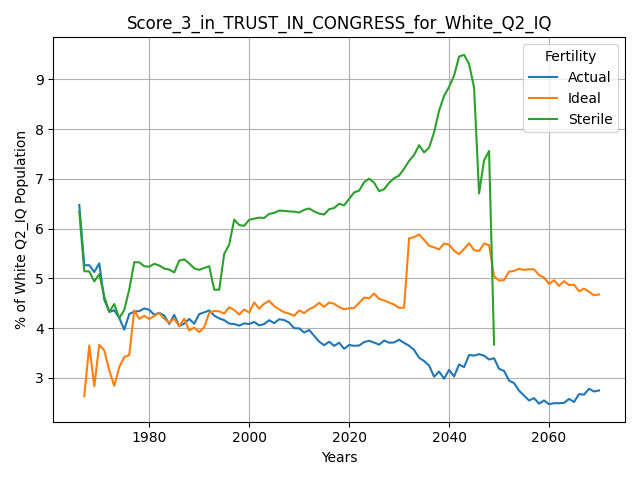 Score_3_in_TRUST_IN_CONGRESS_for_White_Q2_IQ
Fertility
Actual
Ideal
Sterile
% of White Q2_IQ Population
9
8
7
6
5
4
3
1980 2000 2020 2040 2060
Years